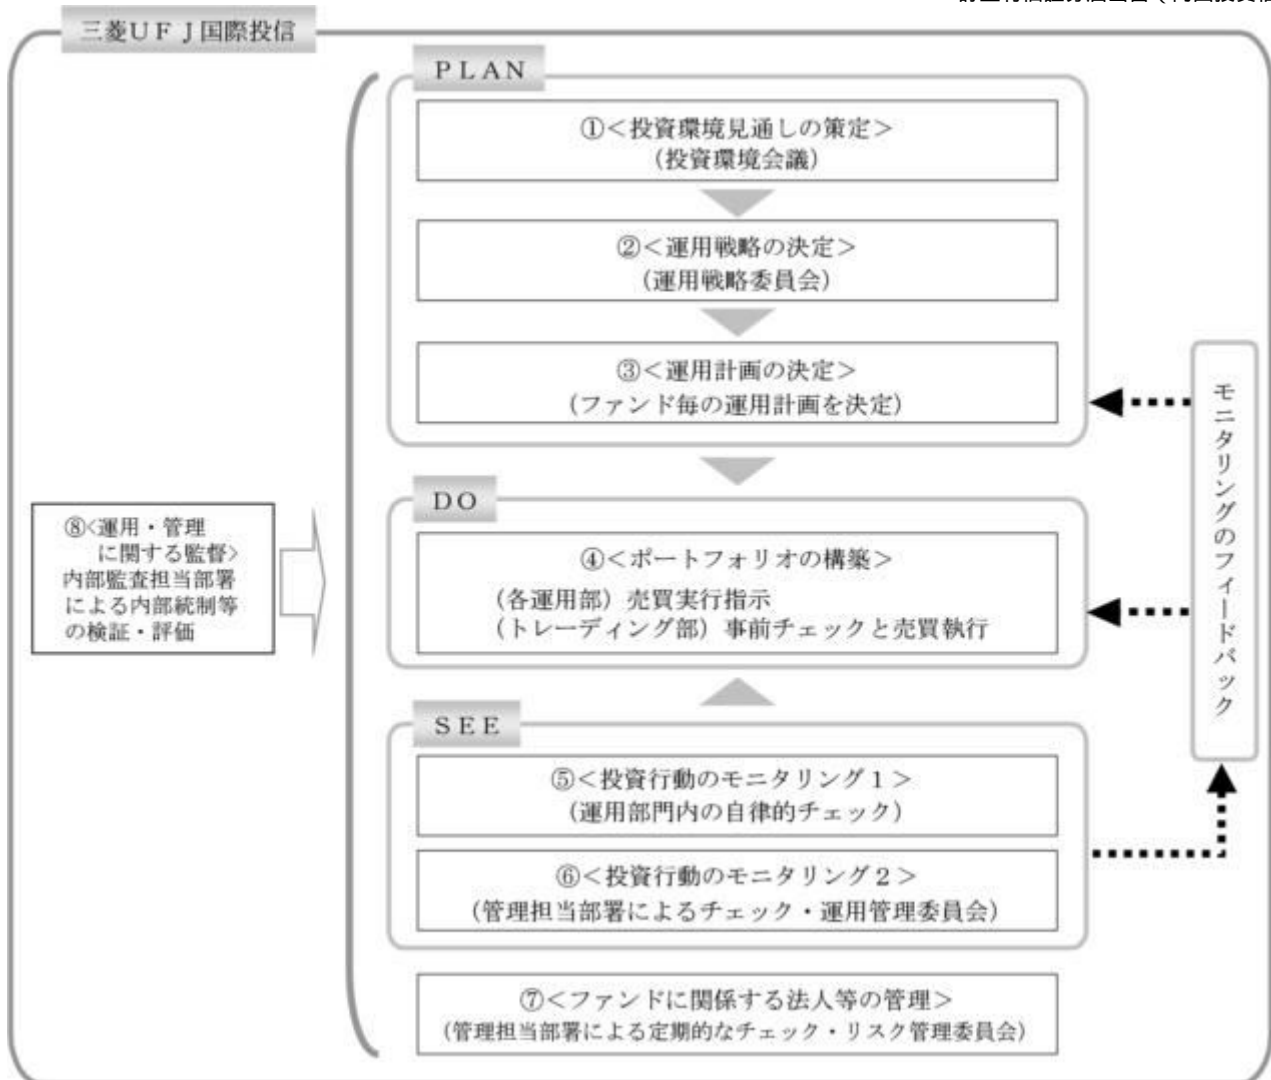 三菱ＵＦＪ国際投信
ＰＬＡＮ
①＜投資環境見通しの策定＞
（投資環境会議）
②＜運用戦略の決定＞
（運用戦略委員会）
③＜運用計画の決定＞
（ファンド毎の運用計画を決定）
モニタリングのフィードバック
ＤＯ
④＜ポートフォリオの構築＞
（各運用部）売買実行指示
（トレーディング部）事前チェックと売買執行
⑧<運用・管理
に関する監督>
内部監査担当部署
による内部統制等
の検証・評価
ＳＥＥ
⑤＜投資行動のモニタリング１＞
（運用部門内の自律的チェック）
⑥＜投資行動のモニタリング２＞
（管理担当部署によるチェック・運用管理委員会）
⑦＜ファンドに関係する法人等の管理＞
（管理担当部署による定期的なチェック・リスク管理委員会）